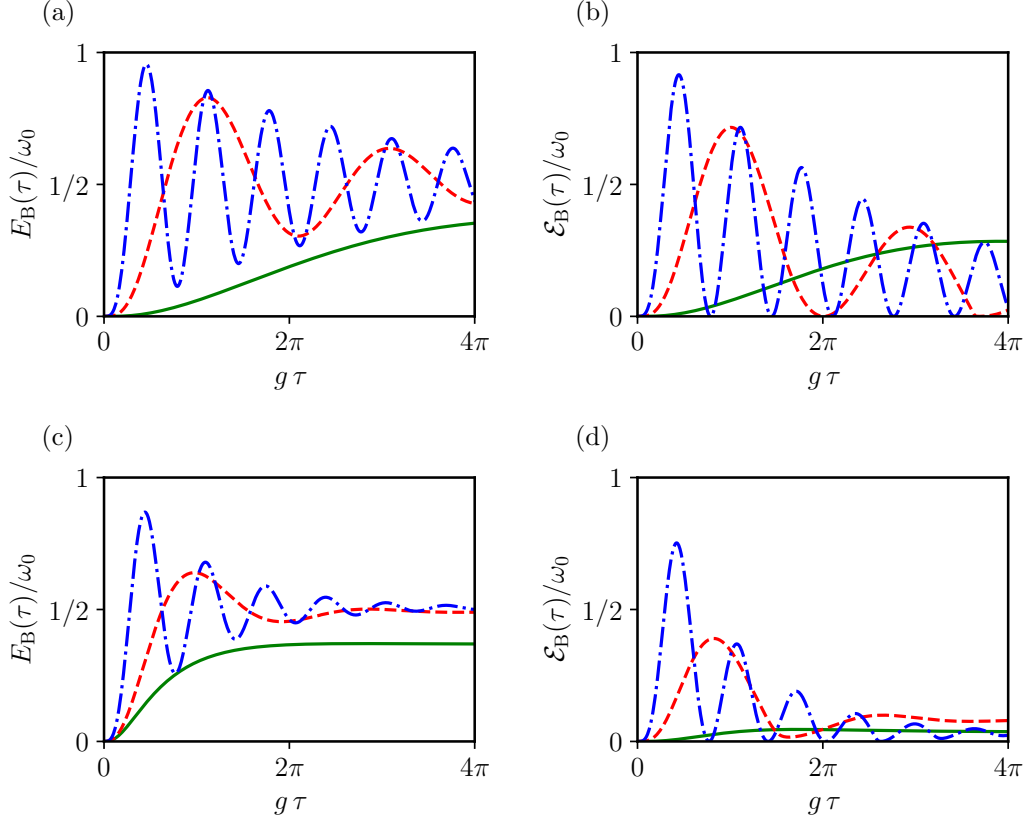 (a)
1
1/2
0
E_B(τ)/ω_0
0 2π 4π
g τ
(b)
1
1/2
0
ℰ_B(τ)/ω_0
0 2π 4π
g τ
(c)
1
1/2
0
E_B(τ)/ω_0
0 2π 4π
g τ
(d)
1
1/2
0
ℰ_B(τ)/ω_0
0 2π 4π
g τ